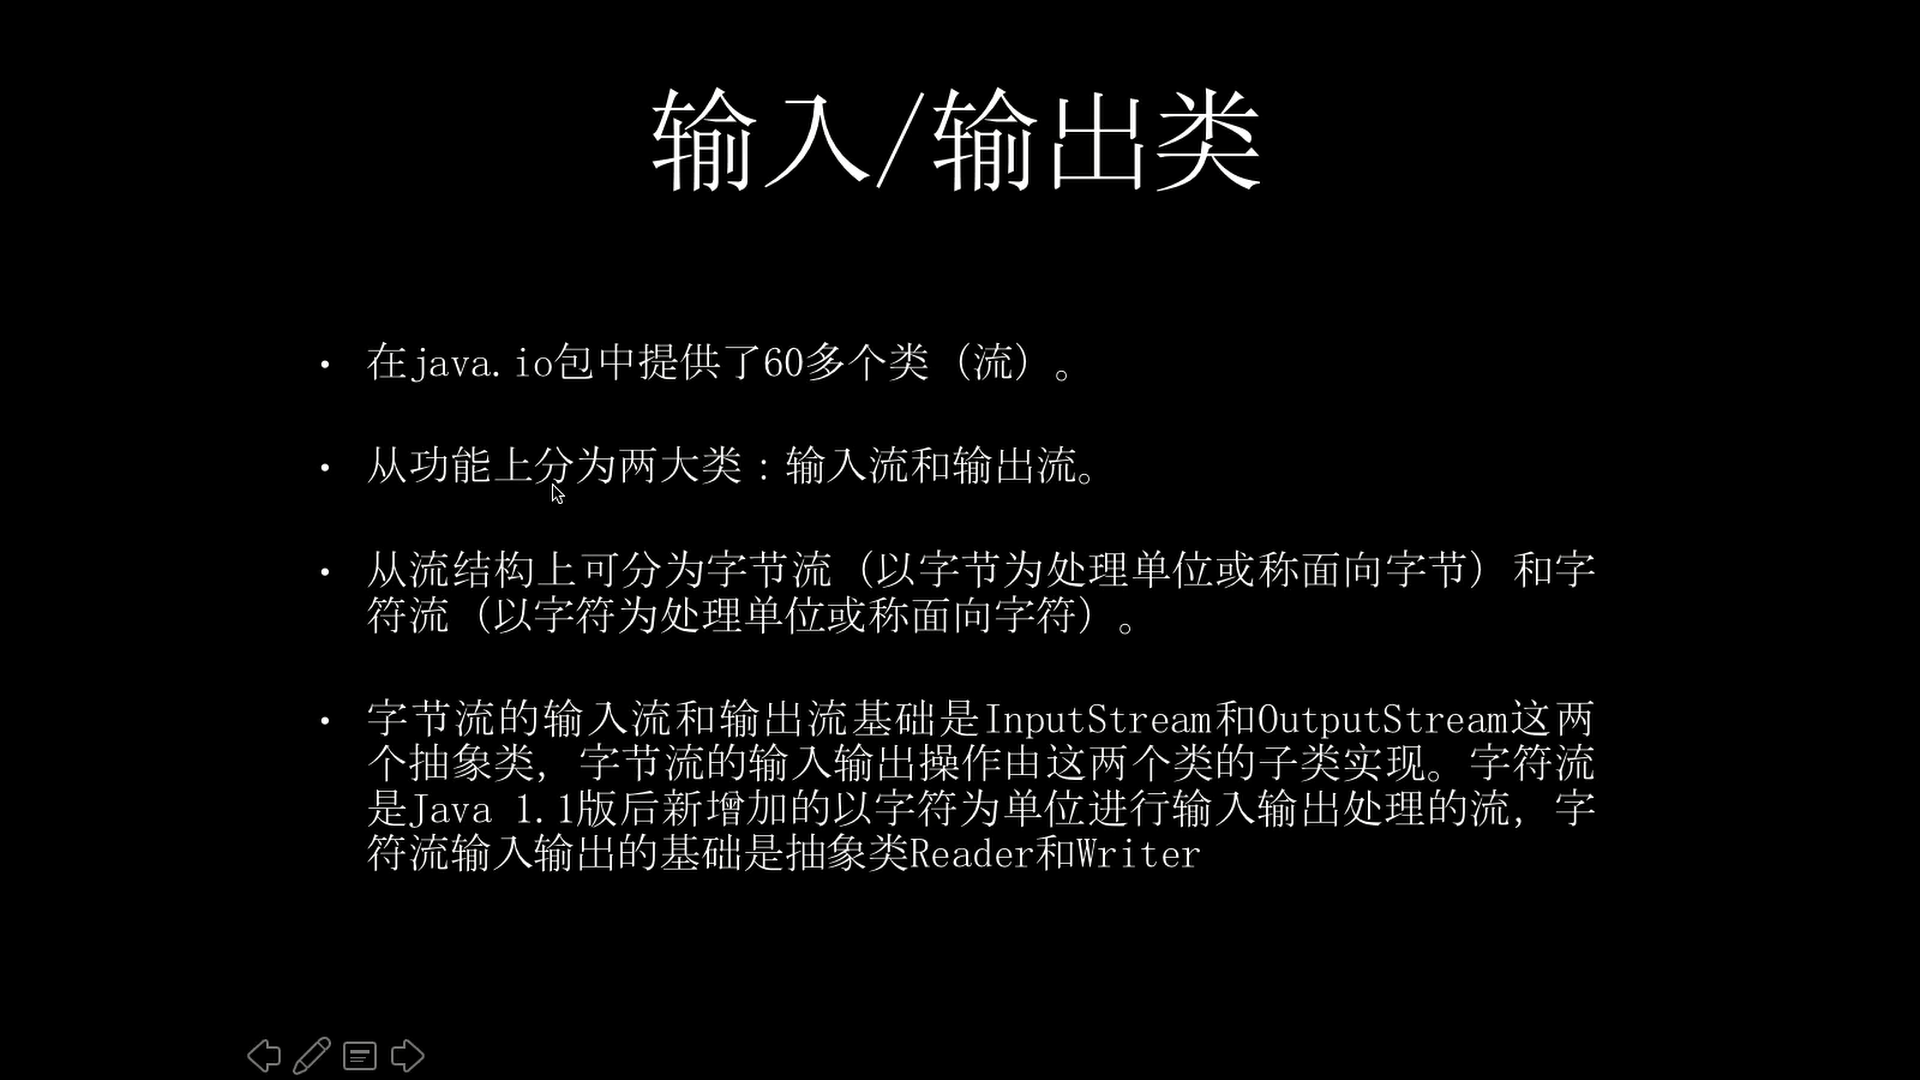 输入/输出类
• 在java.io包中提供了60多个类（流）。
• 从功能上分为两大类：输入流和输出流。
• 从流结构上可分为字节流（以字节为处理单位或称面向字节）和字
符流（以字符为处理单位或称面向字符）。
• 字节流的输入流和输出流基础是InputStream和OutputStream这两
个抽象类，字节流的输入输出操作由这两个类的子类实现。字符流
是Java 1.1版后新增加的以字符为单位进行输入输出处理的流，字
符流输入输出的基础是抽象类Reader和Writer